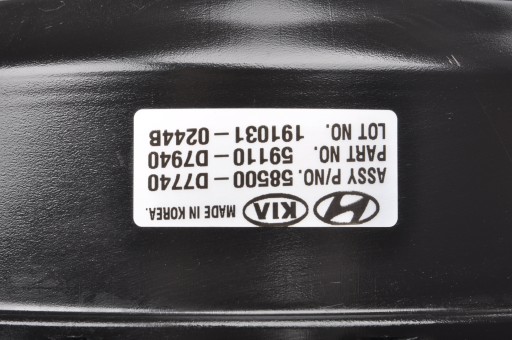 KIA MADE IN KOREA.
ASSY P/NO. 58500-D7740
PART NO. 59110-D7940
LOT NO. 191031-0244B